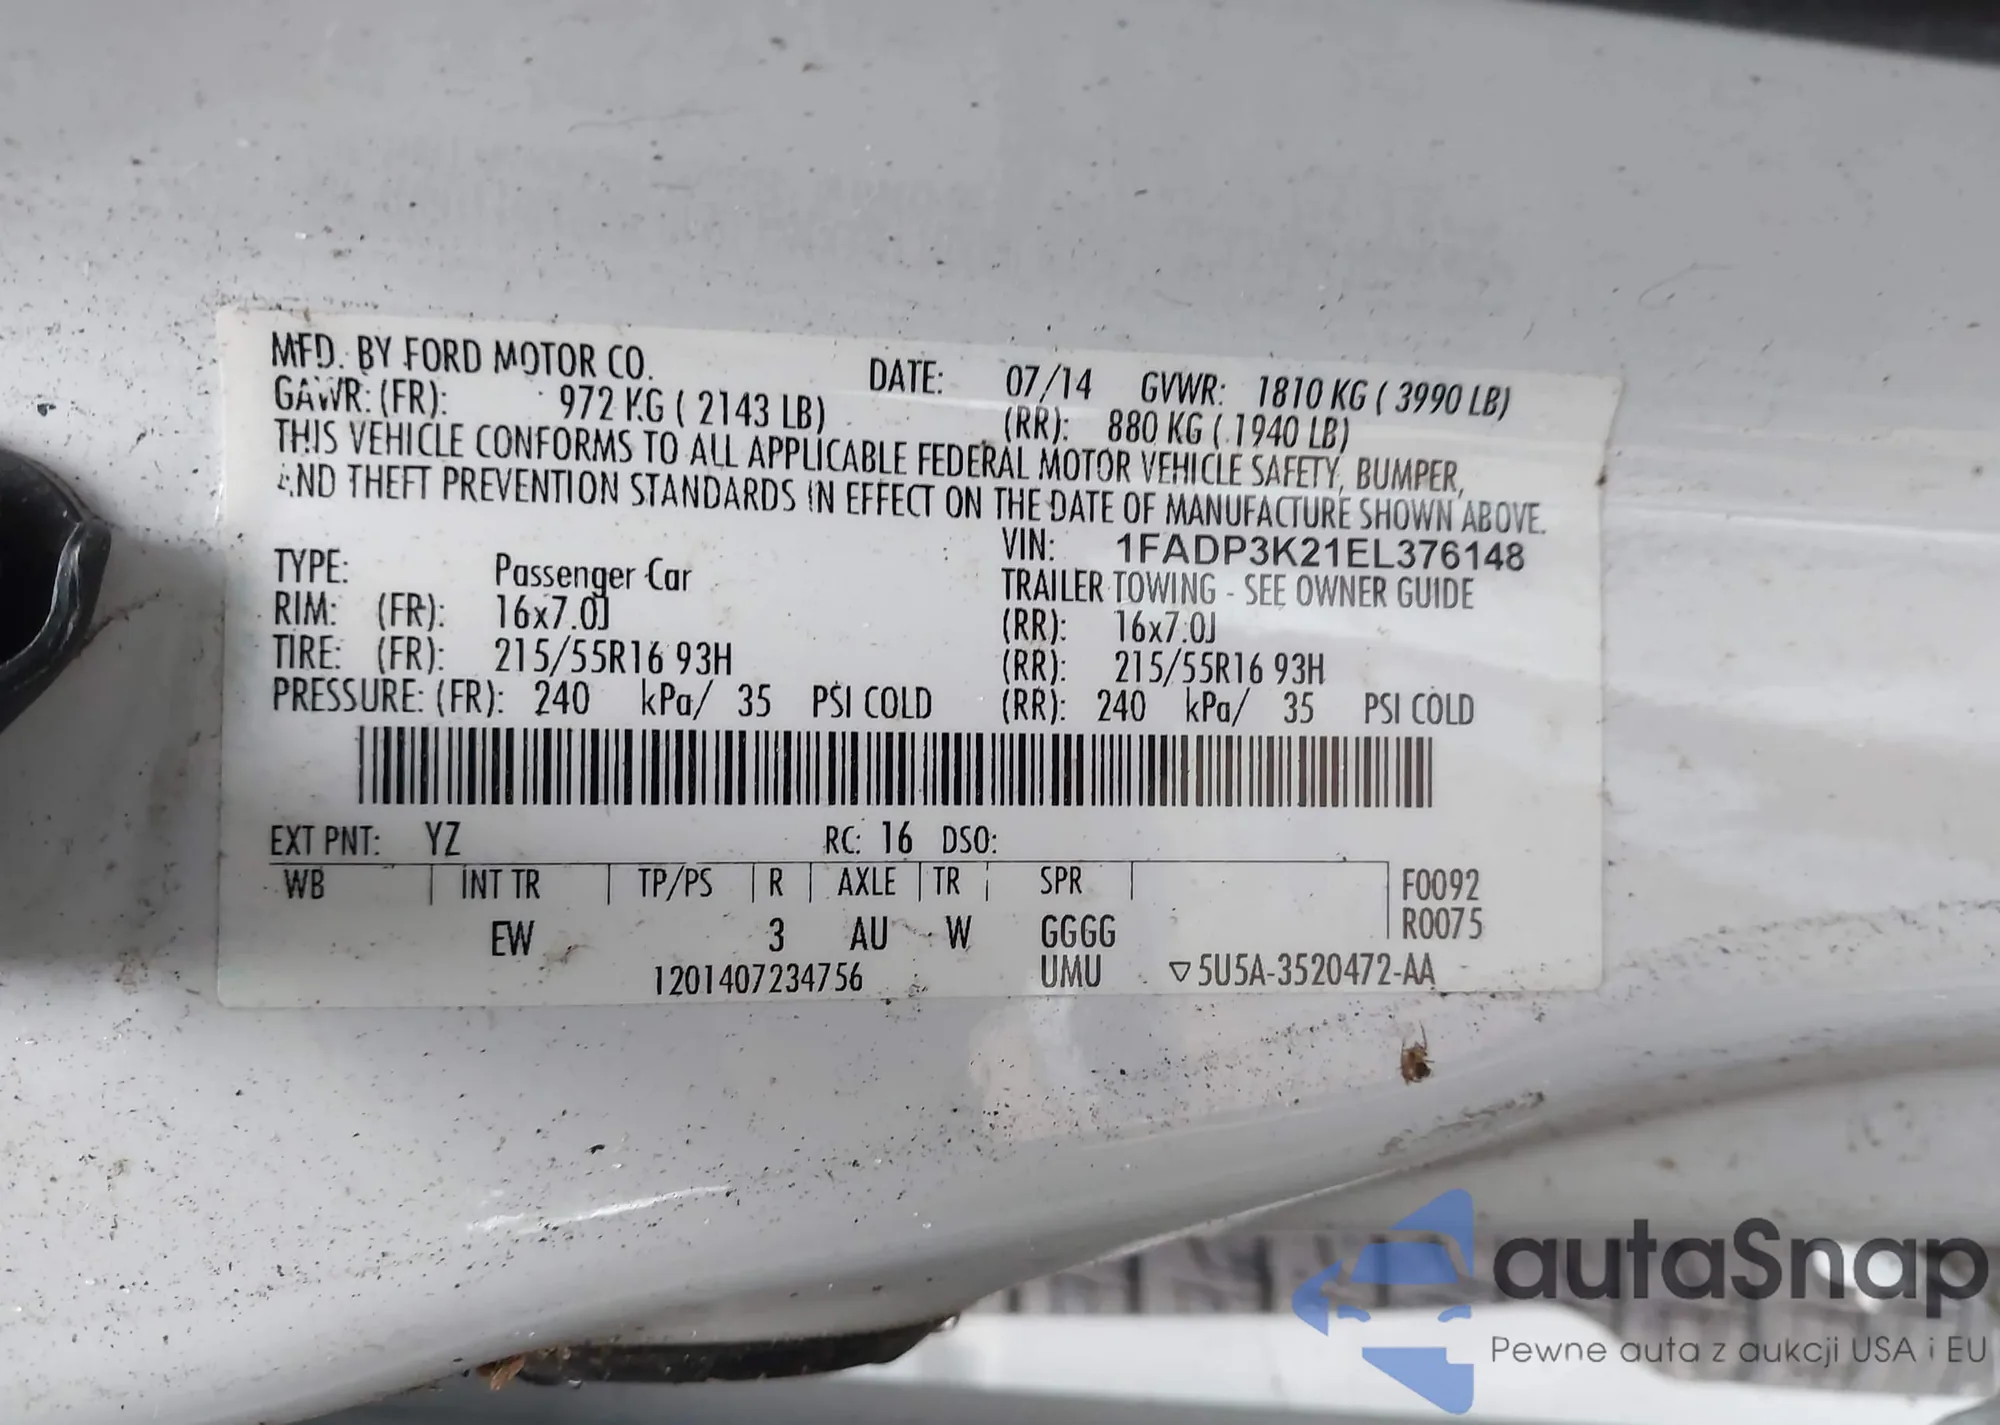 MFD. BY FORD MOTOR CO. DATE: 07/14 GVWR: 1810 KG ( 3990 LB)
GAWR: (FR): 972 KG ( 2143 LB) (RR): 880 KG ( 1940 LB)
THIS VEHICLE CONFORMS TO ALL APPLICABLE FEDERAL MOTOR VEHICLE SAFETY, BUMPER,
AND THEFT PREVENTION STANDARDS IN EFFECT ON THE DATE OF MANUFACTURE SHOWN ABOVE.
VIN: 1FADP3K21EL376148
TYPE: Passenger Car TRAILER TOWING - SEE OWNER GUIDE
RIM: (FR): 16x7.0J (RR): 16x7.0J
TIRE: (FR): 215/55R16 93H (RR): 215/55R16 93H
PRESSURE: (FR): 240 kPa/ 35 PSI COLD (RR): 240 kPa/ 35 PSI COLD
EXT PNT: YZ RC: 16 DSO:
WB INT TR TP/PS R AXLE TR SPR F0092
R0075
EW 3 AU W GGGG
1201407234756 UMU ▽5U5A-3520472-AA
autaSnap
Pewne auta z aukcji USA i EU